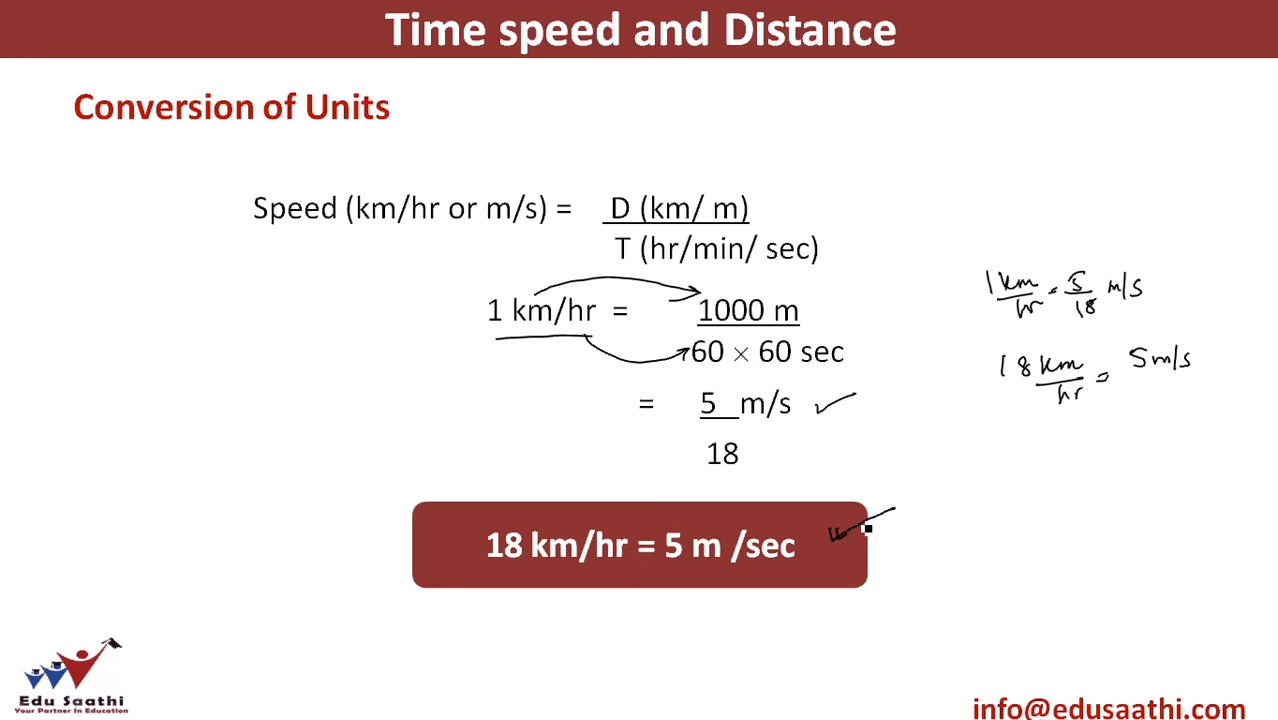 Time speed and Distance
Conversion of Units
Speed (km/hr or m/s) = D (km/ m)
T (hr/min/ sec)
1 km/hr = 1000 m
60 × 60 sec
= 5 m/s
18
18 km/hr = 5 m /sec
1 km = 5 m/s
hr 18
18 km = 5 m/s
hr
Edu Saathi
Your Partner In Education
info@edusaathi.com